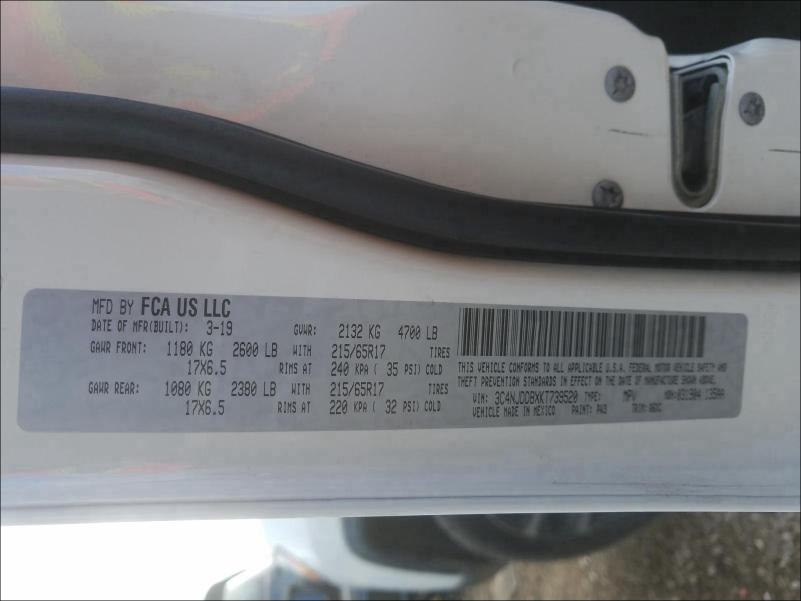 MFD BY FCA US LLC
DATE OF MFR(BUILT): 3-19 GVWR: 2132 KG 4700 LB
GAWR FRONT: 1180 KG 2600 LB WITH 215/65R17 TIRES
17X6.5 RIMS AT 240 KPA ( 35 PSI) COLD
GAWR REAR: 1080 KG 2380 LB WITH 215/65R17
17X6.5 RIMS AT 220 KPA ( 32 PSI) COLD
THIS VEHICLE CONFORMS TO ALL APPLICABLE U.S.A. FEDERAL MOTOR VEHICLE SAFETY AND
THEFT PREVENTION STANDARDS IN EFFECT ON THE DATE OF MANUFACTURE SHOWN ABOVE.
VIN: 3C4NJDDBXKT739520 TYPE: MPV MDH: 031904
VEHICLE MADE IN MEXICO PAINT: PW3 TRIM: